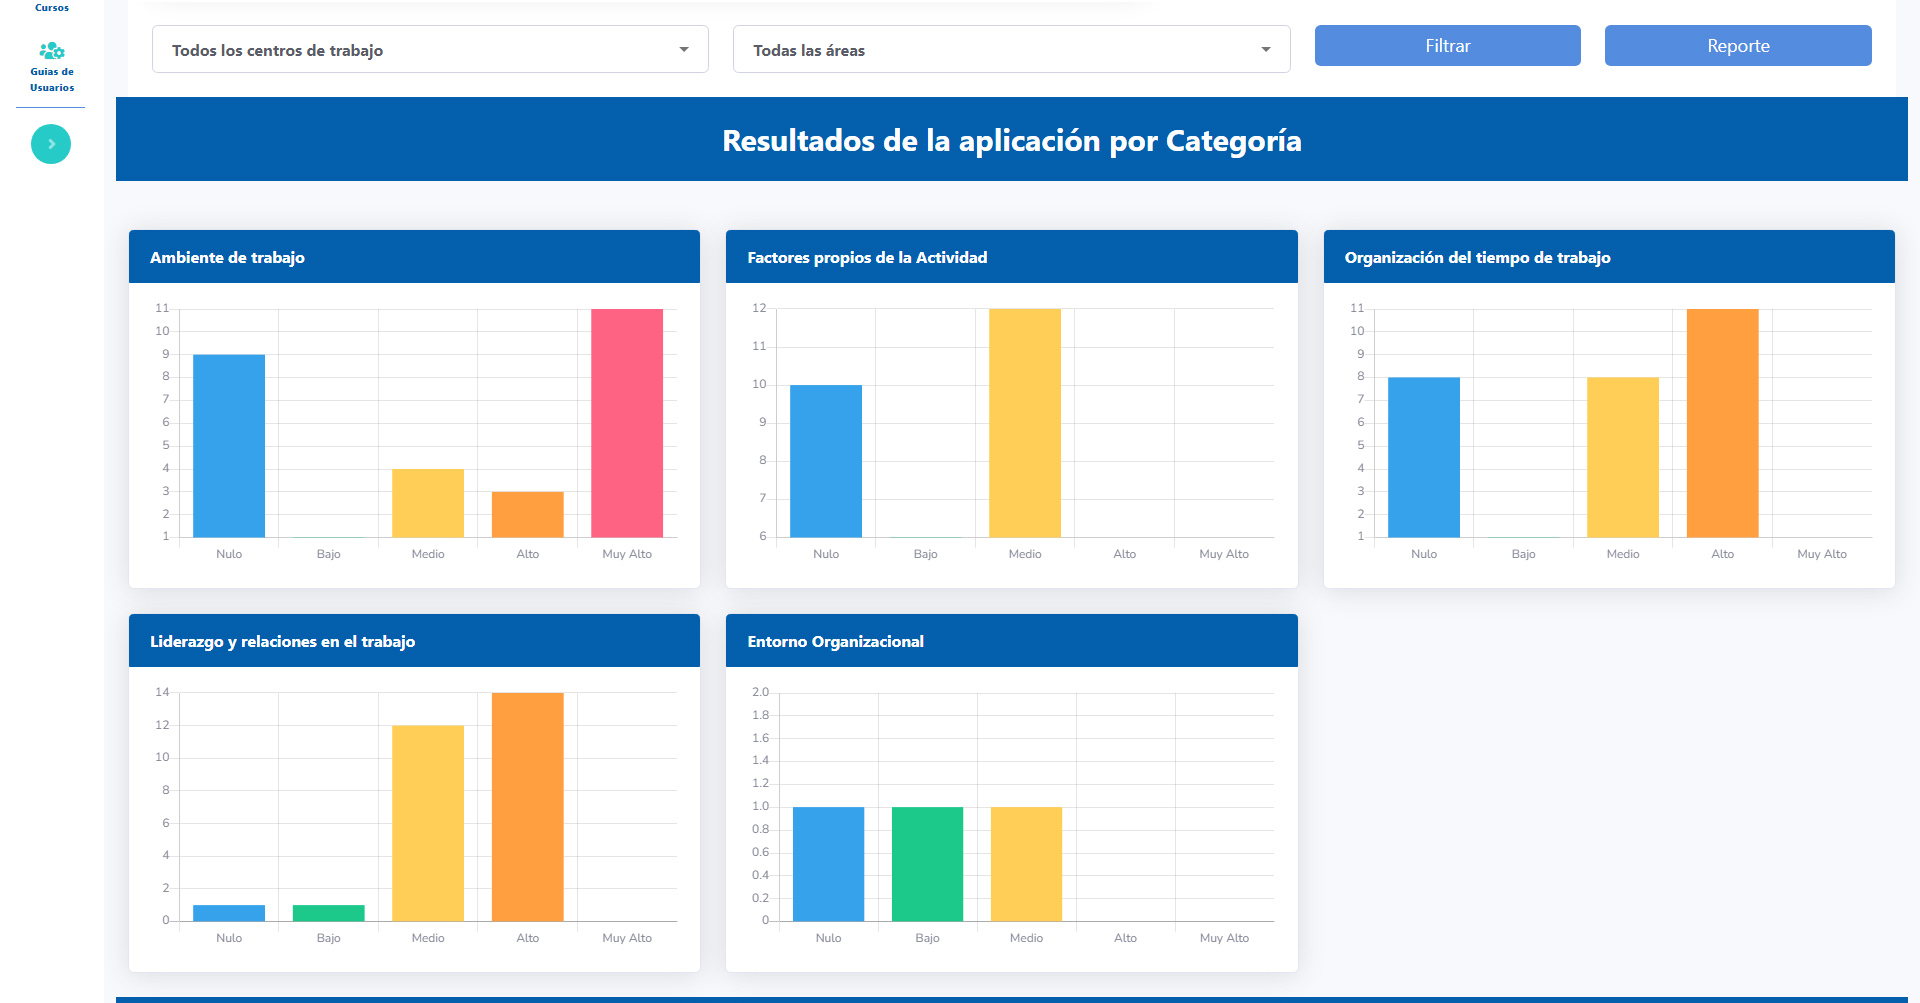 Cursos
Guias de
Usuarios
Todos los centros de trabajo
Todas las áreas
Filtrar
Reporte
Resultados de la aplicación por Categoría
Ambiente de trabajo
11
10
9
8
7
6
5
4
3
2
1
Nulo Bajo Medio Alto Muy Alto
Factores propios de la Actividad
12
11
10
9
8
7
6
Nulo Bajo Medio Alto Muy Alto
Organización del tiempo de trabajo
11
10
9
8
7
6
5
4
3
2
1
Nulo Bajo Medio Alto Muy Alto
Liderazgo y relaciones en el trabajo
14
12
10
8
6
4
2
0
Nulo Bajo Medio Alto Muy Alto
Entorno Organizacional
2.0
1.8
1.6
1.4
1.2
1.0
0.8
0.6
0.4
0.2
0
Nulo Bajo Medio Alto Muy Alto